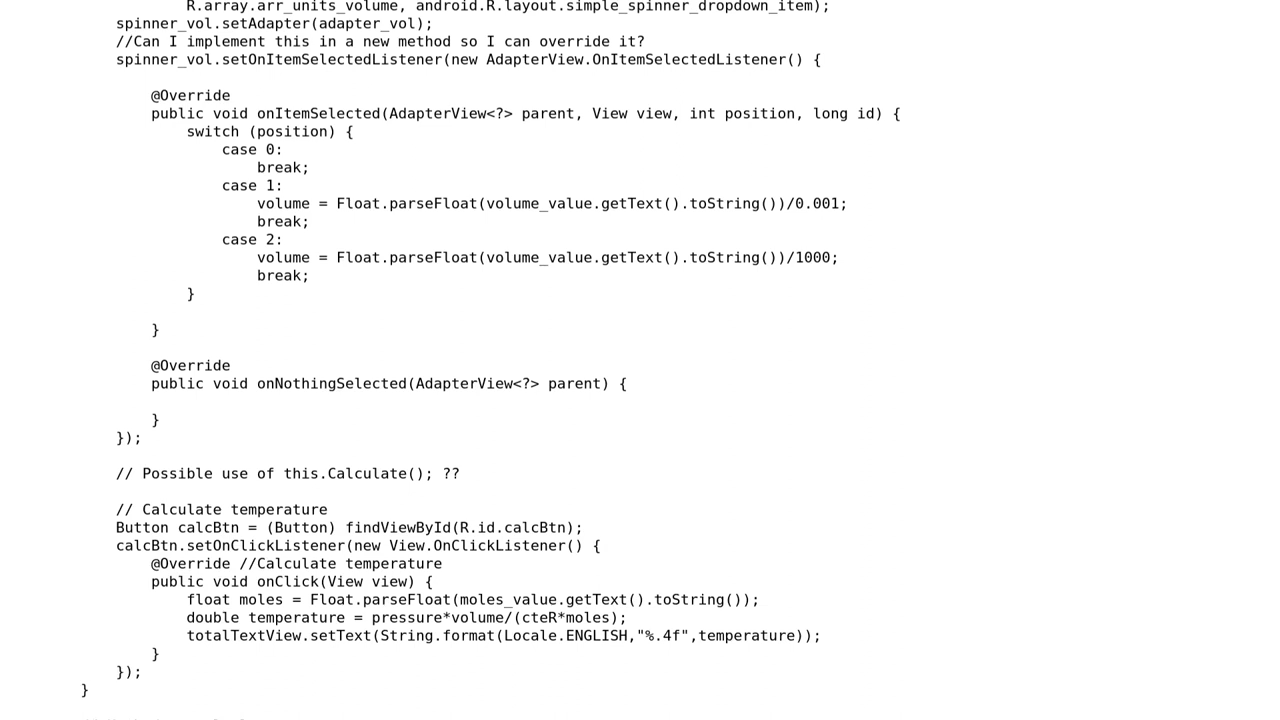 R.array.arr_units_volume, android.R.layout.simple_spinner_dropdown_item);
spinner_vol.setAdapter(adapter_vol);
//Can I implement this in a new method so I can override it?
spinner_vol.setOnItemSelectedListener(new AdapterView.OnItemSelectedListener() {
@Override
public void onItemSelected(AdapterView<?> parent, View view, int position, long id) {
switch (position) {
case 0:
break;
case 1:
volume = Float.parseFloat(volume_value.getText().toString())/0.001;
break;
case 2:
volume = Float.parseFloat(volume_value.getText().toString())/1000;
break;
}
}
@Override
public void onNothingSelected(AdapterView<?> parent) {
}
});
// Possible use of this.Calculate(); ??
// Calculate temperature
Button calcBtn = (Button) findViewById(R.id.calcBtn);
calcBtn.setOnClickListener(new View.OnClickListener() {
@Override //Calculate temperature
public void onClick(View view) {
float moles = Float.parseFloat(moles_value.getText().toString());
double temperature = pressure*volume/(cteR*moles);
totalTextView.setText(String.format(Locale.ENGLISH,"%.4f",temperature));
}
});
}